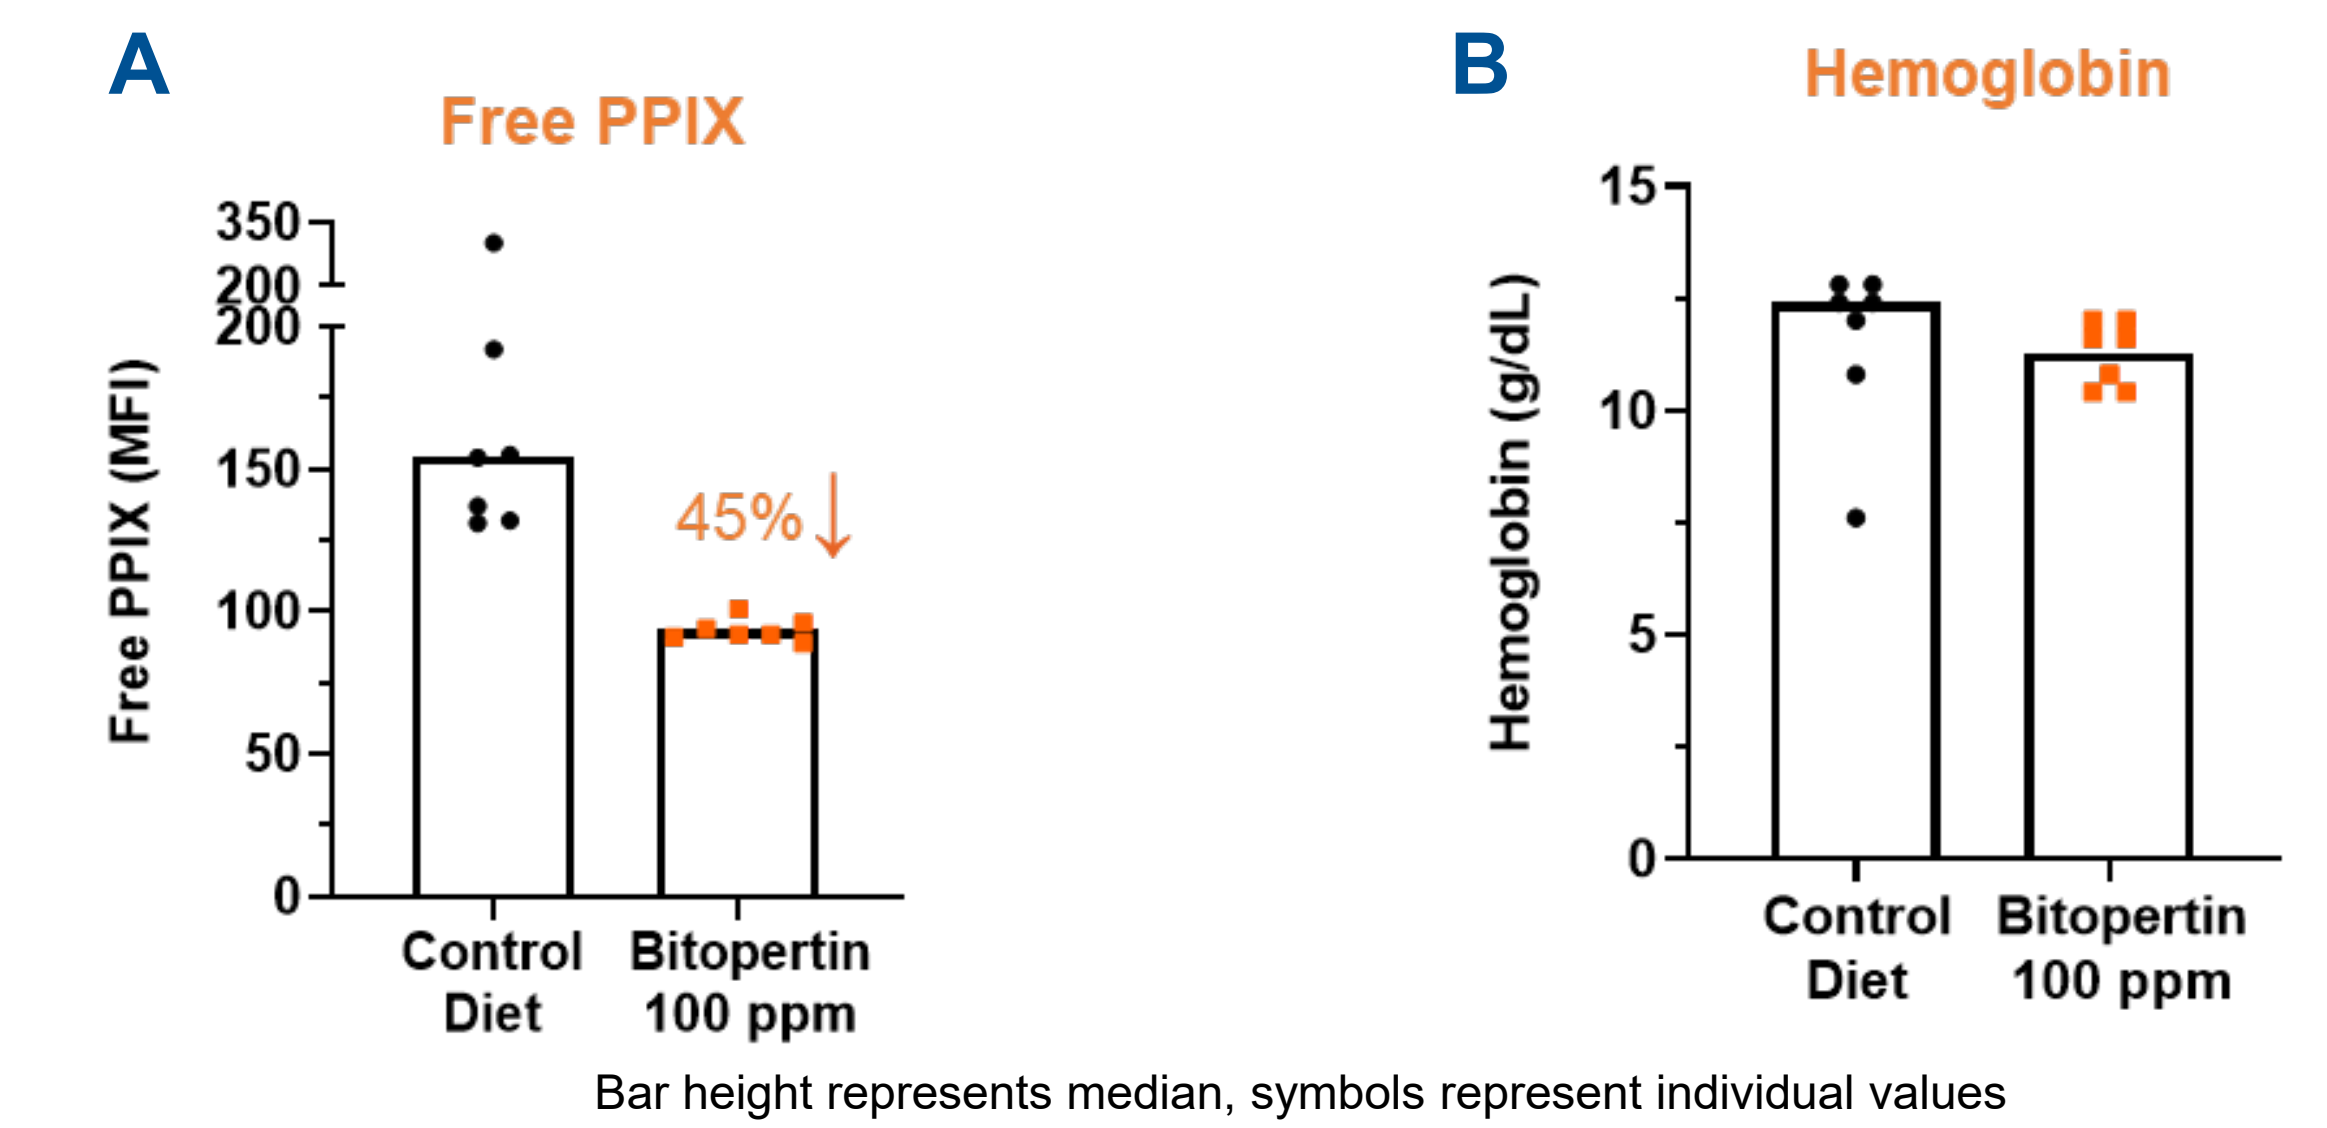 A
Free PPIX
350
200
200
150
100
50
0
Free PPIX (MFI)
45%↓
Control
Diet
Bitopertin
100 ppm
B
Hemoglobin
15
10
5
0
Hemoglobin (g/dL)
Control
Diet
Bitopertin
100 ppm
Bar height represents median, symbols represent individual values